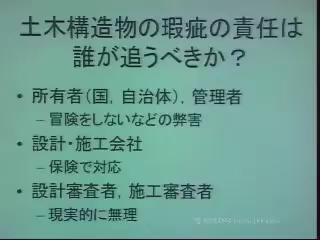 土木構造物の瑕疵の責任は
誰が追うべきか？
• 所有者(国，自治体)，管理者
– 冒険をしないなどの弊害
• 設計・施工会社
– 保険で対応
• 設計審査者，施工審査者
– 現実的に無理